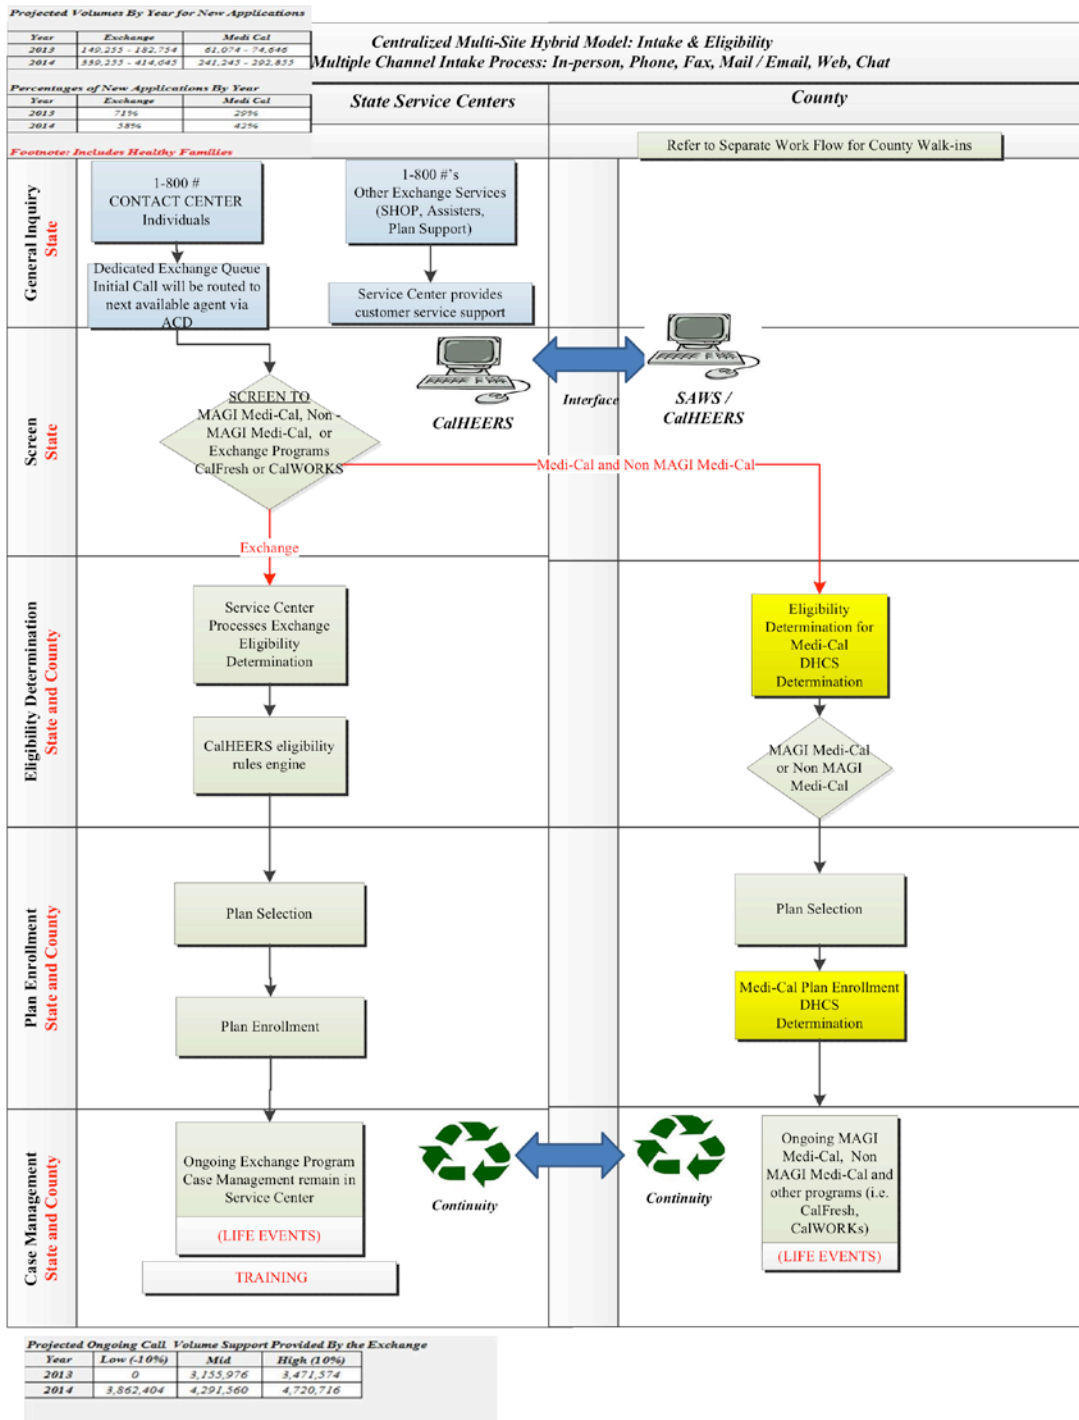 Projected Volumes By Year for New Applications
Year Exchange Medi Cal
2013 149,255 - 182,754 61,074 - 74,646
2014 339,255 - 414,645 241,245 - 292,855
Percentages of New Applications By Year
Year Exchange Medi Cal
2013 71% 29%
2014 58% 42%
Footnote: Includes Healthy Families
Centralized Multi-Site Hybrid Model: Intake & Eligibility
Multiple Channel Intake Process: In-person, Phone, Fax, Mail / Email, Web, Chat
State Service Centers
County
Refer to Separate Work Flow for County Walk-ins
General Inquiry
State
1-800 #
CONTACT CENTER
Individuals
1-800 #'s
Other Exchange Services
(SHOP, Assisters,
Plan Support)
Dedicated Exchange Queue
Initial Call will be routed to
next available agent via
ACD
Service Center provides
customer service support
Screen
State
SCREEN TO
MAGI Medi-Cal, Non -
MAGI Medi-Cal, or
Exchange Programs
CalFresh or CalWORKS
CalHEERS
Interface
SAWS /
CalHEERS
Medi-Cal and Non MAGI Medi-Cal
Exchange
Eligibility Determination
State and County
Service Center
Processes Exchange
Eligibility
Determination
Eligibility
Determination for
Medi-Cal
DHCS
Determination
CalHEERS eligibility
rules engine
MAGI Medi-Cal
or Non MAGI
Medi-Cal
Plan Enrollment
State and County
Plan Selection
Plan Selection
Plan Enrollment
Medi-Cal Plan Enrollment
DHCS
Determination
Case Management
State and County
Ongoing Exchange Program
Case Management remain in
Service Center
(LIFE EVENTS)
TRAINING
Continuity
Continuity
Ongoing MAGI
Medi-Cal, Non
MAGI Medi-Cal and
other programs (i.e.
CalFresh,
CalWORKs)
(LIFE EVENTS)
Projected Ongoing Call Volume Support Provided By the Exchange
Year Low (-10%) Mid High (10%)
2013 0 3,155,976 3,471,574
2014 3,862,404 4,291,560 4,720,716